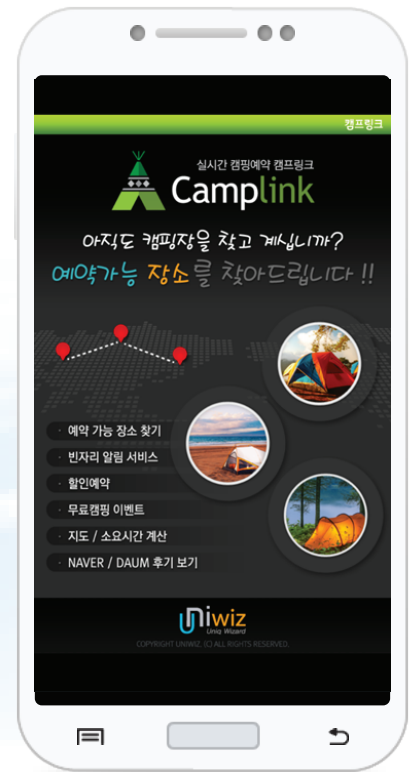 캠프링크
실시간 캠핑예약 캠프링크
Camplink
아직도 캠핑장을 찾고 계십니까?
예약가능 장소를 찾아드립니다 !!
· 예약 가능 장소 찾기
· 빈자리 알림 서비스
· 할인예약
· 무료캠핑 이벤트
· 지도 / 소요시간 계산
· NAVER / DAUM 후기 보기
Uniwiz
Uniq Wizard
COPYRIGHT UNIWIZ. (C) ALL RIGHTS RESERVED.